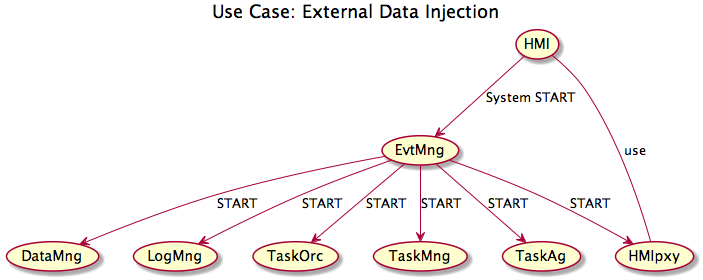 Use Case: External Data Injection
HMI
System START
EvtMng
use
START
START
START
START
START
START
DataMng
LogMng
TaskOrc
TaskMng
TaskAg
HMIpxy